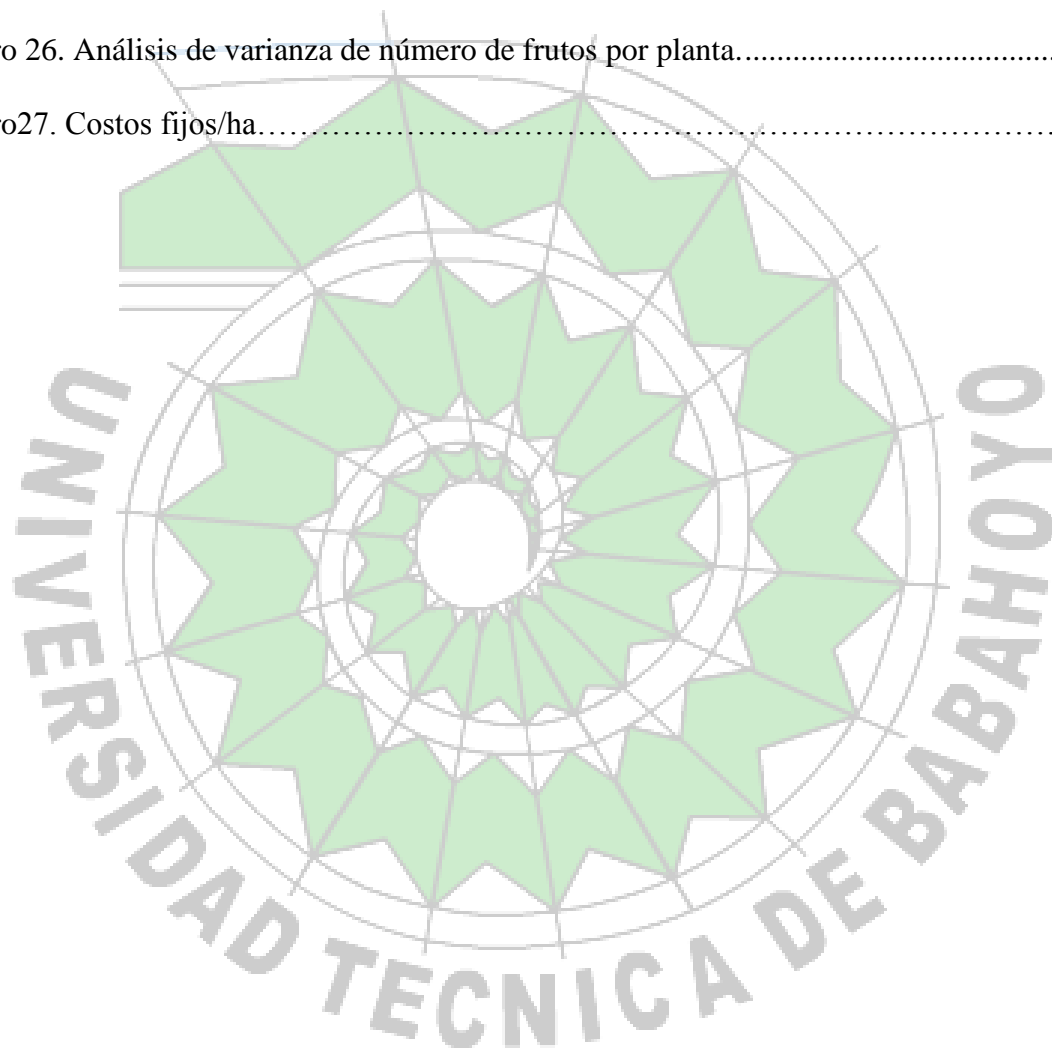 ro 26. Análisis de varianza de número de frutos por planta.....................................
ro27. Costos fijos/ha…………………………………………………………………………
UNIVERSIDAD TECNICA DE BABAHOYO